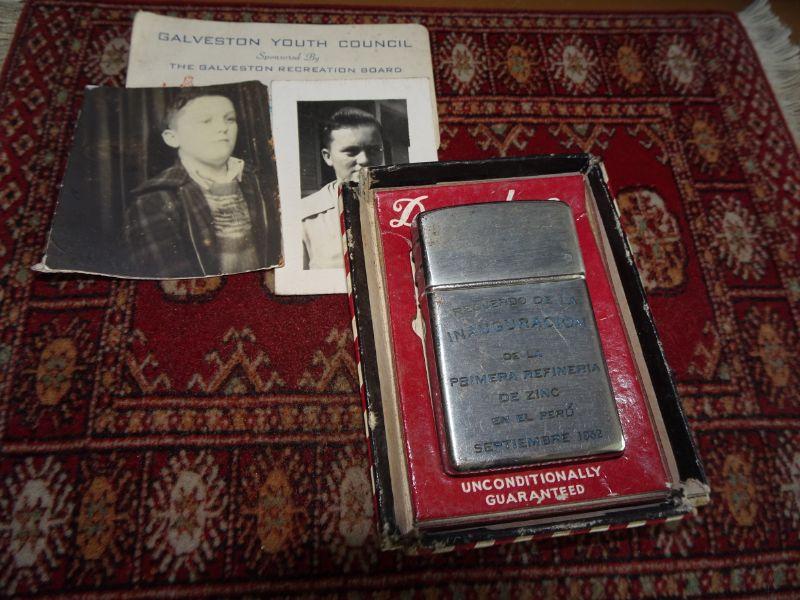 GALVESTON YOUTH COUNCIL
Sponsored By
THE GALVESTON RECREATION BOARD
RECUERDO DE LA
INAUGURACION
DE LA
PRIMERA REFINERIA
DE ZINC
EN EL PERÚ
SEPTIEMBRE 1952
UNCONDITIONALLY
GUARANTEED